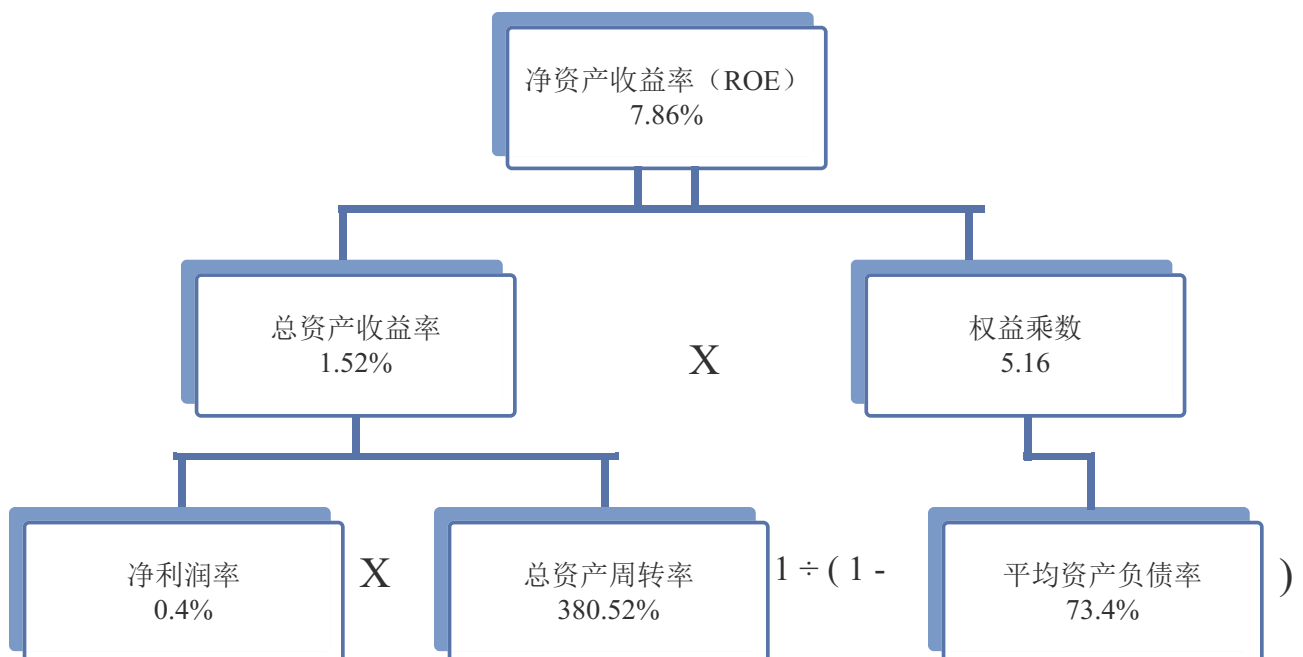 净资产收益率（ROE）
7.86%
总资产收益率
1.52%
X
权益乘数
5.16
净利润率
0.4%
X
总资产周转率
380.52%
1 ÷ ( 1 -
平均资产负债率
73.4%
)